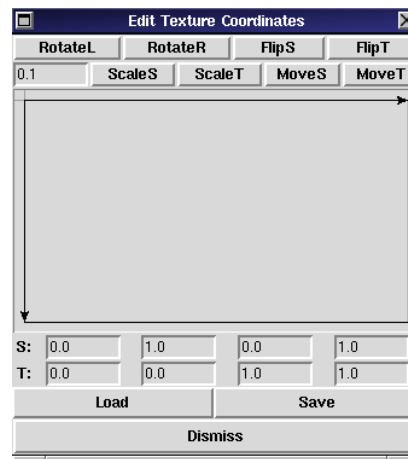 Edit Texture Coordinates
RotateL RotateR FlipS FlipT
0.1 ScaleS ScaleT MoveS MoveT
S: 0.0 1.0 0.0 1.0
T: 0.0 0.0 1.0 1.0
Load Save
Dismiss